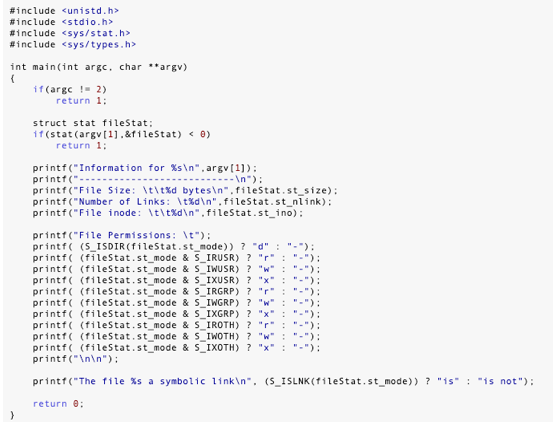 #include <unistd.h>
#include <stdio.h>
#include <sys/stat.h>
#include <sys/types.h>

int main(int argc, char **argv)
{
    if(argc != 2)
        return 1;

    struct stat fileStat;
    if(stat(argv[1],&fileStat) < 0)
        return 1;

    printf("Information for %s\n",argv[1]);
    printf("---------------------------\n");
    printf("File Size: \t\t%d bytes\n",fileStat.st_size);
    printf("Number of Links: \t%d\n",fileStat.st_nlink);
    printf("File inode: \t\t%d\n",fileStat.st_ino);

    printf("File Permissions: \t");
    printf( (S_ISDIR(fileStat.st_mode)) ? "d" : "-");
    printf( (fileStat.st_mode & S_IRUSR) ? "r" : "-");
    printf( (fileStat.st_mode & S_IWUSR) ? "w" : "-");
    printf( (fileStat.st_mode & S_IXUSR) ? "x" : "-");
    printf( (fileStat.st_mode & S_IRGRP) ? "r" : "-");
    printf( (fileStat.st_mode & S_IWGRP) ? "w" : "-");
    printf( (fileStat.st_mode & S_IXGRP) ? "x" : "-");
    printf( (fileStat.st_mode & S_IROTH) ? "r" : "-");
    printf( (fileStat.st_mode & S_IWOTH) ? "w" : "-");
    printf( (fileStat.st_mode & S_IXOTH) ? "x" : "-");
    printf("\n\n");

    printf("The file %s a symbolic link\n", (S_ISLNK(fileStat.st_mode)) ? "is" : "is not");

    return 0;
}